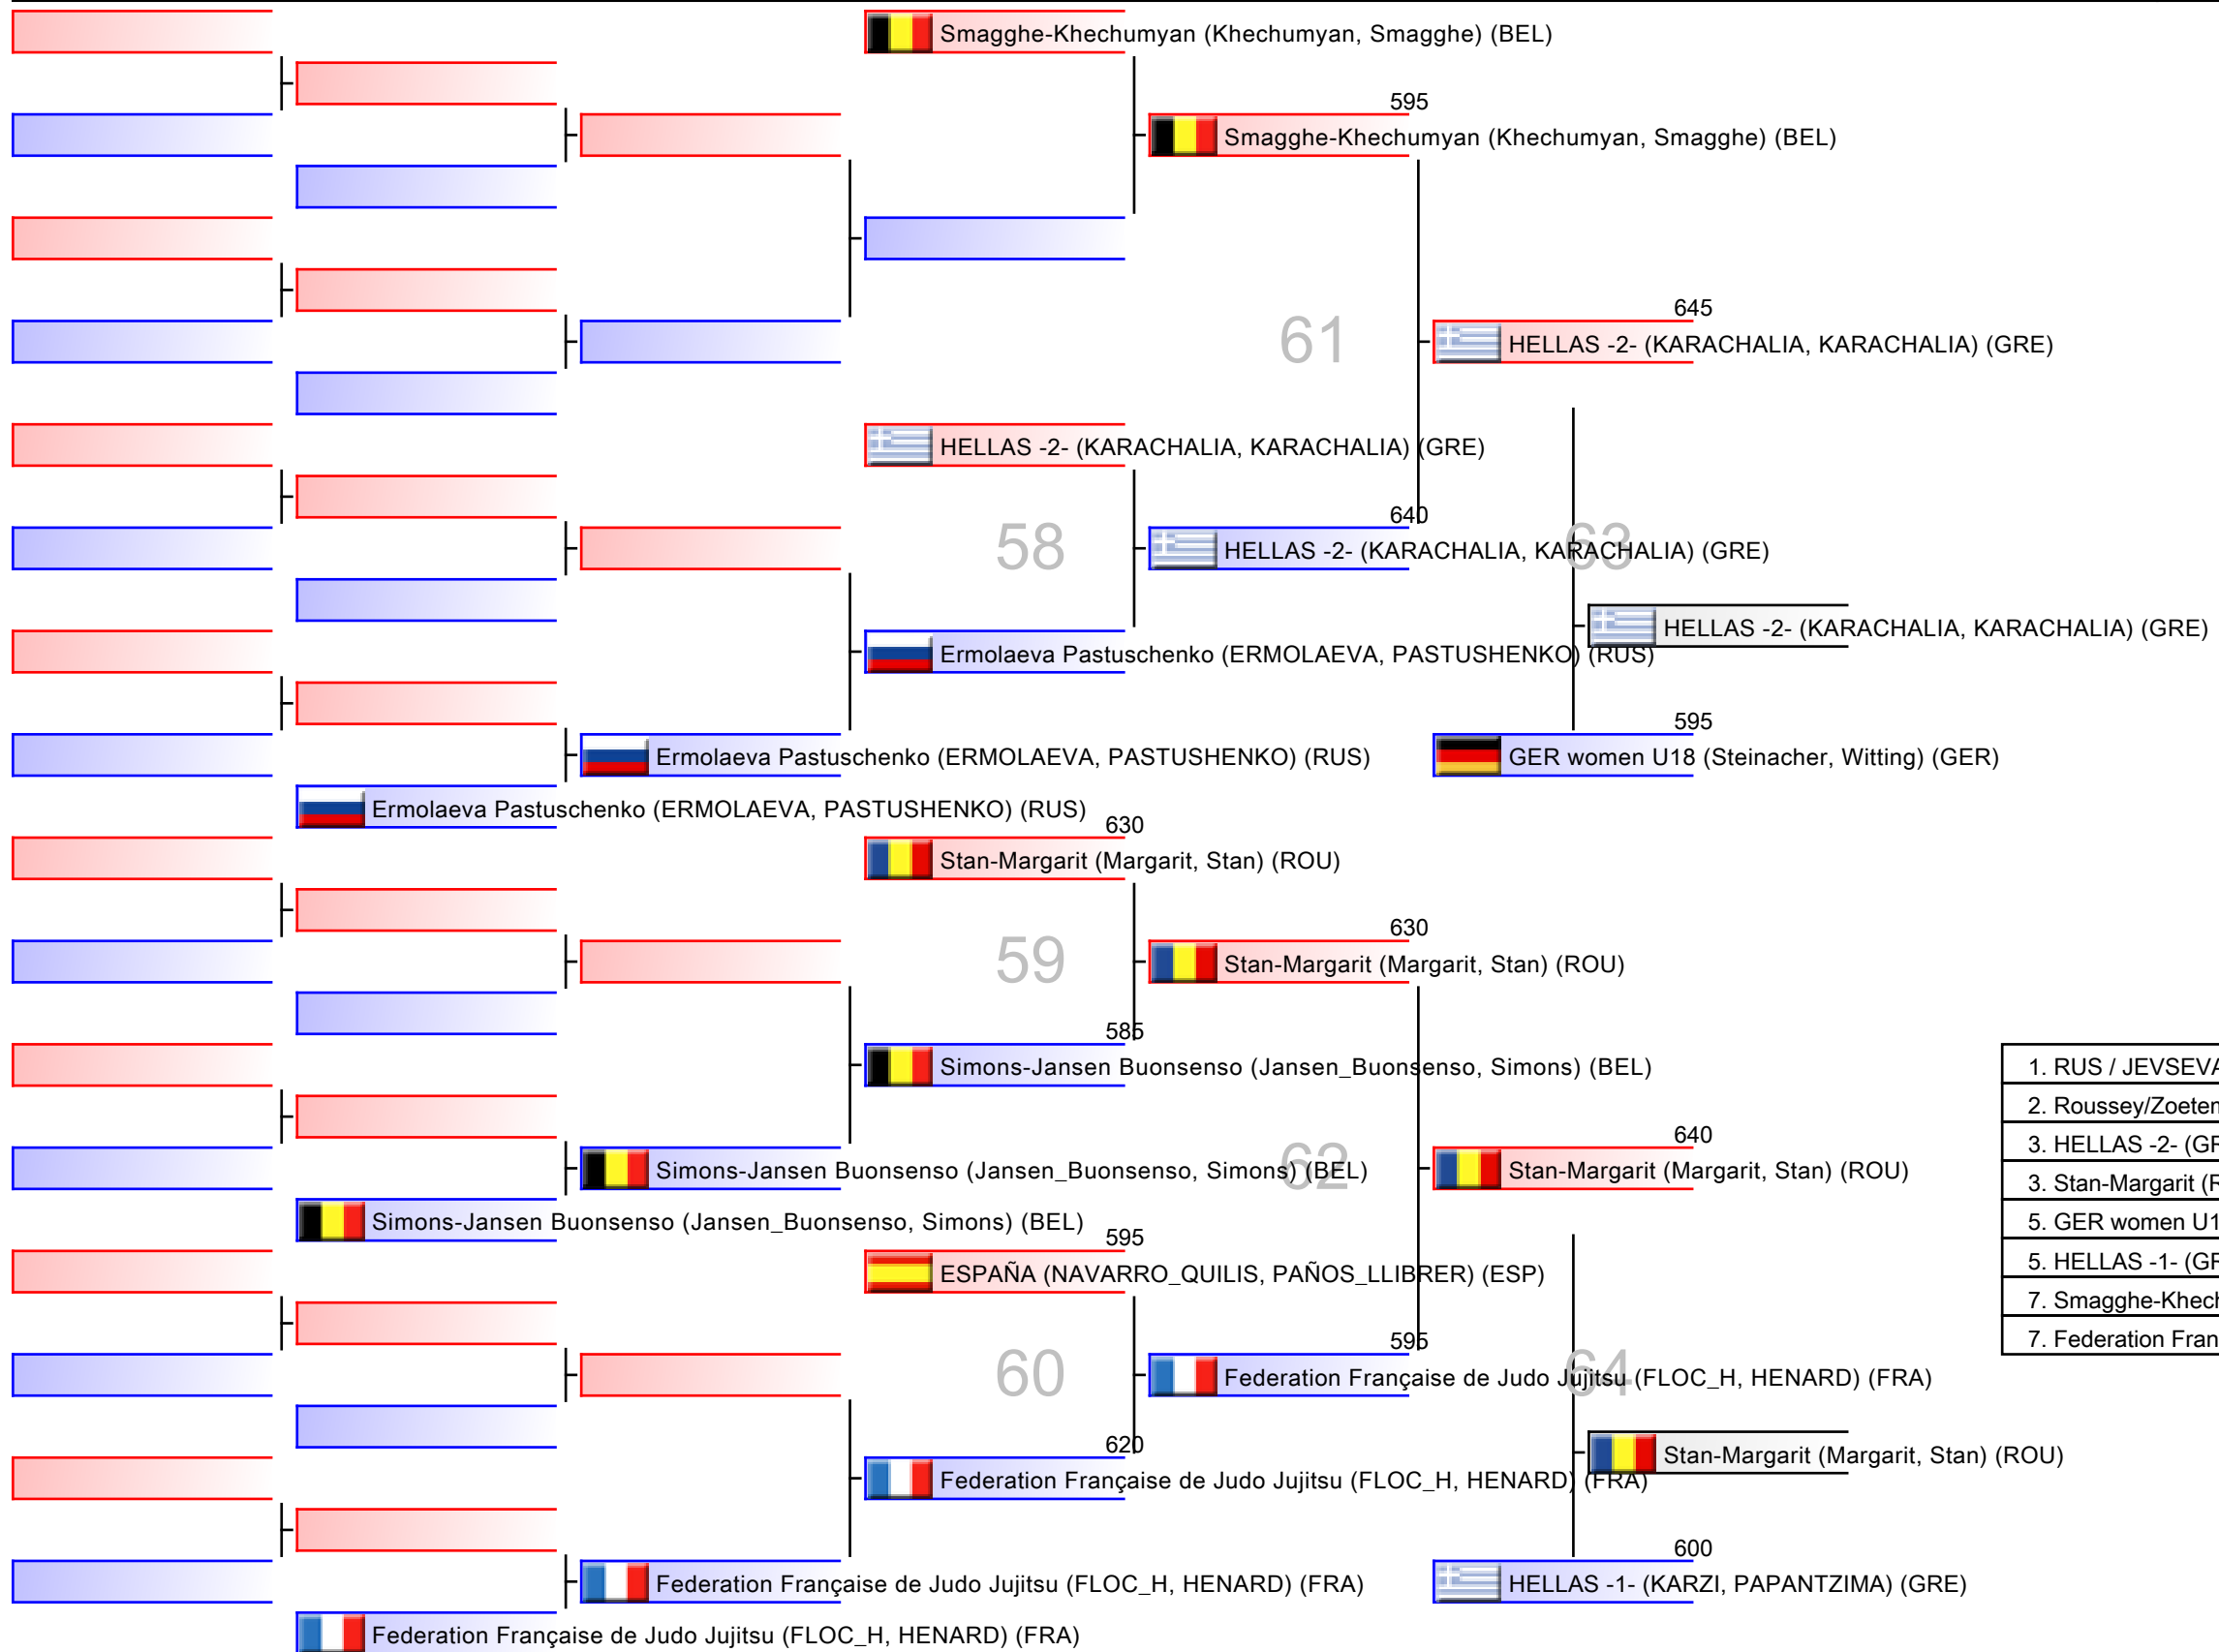 Smagghe-Khechumyan (Khechumyan, Smagghe) (BEL)
595
Smagghe-Khechumyan (Khechumyan, Smagghe) (BEL)
645
61
HELLAS -2- (KARACHALIA, KARACHALIA) (GRE)
HELLAS -2- (KARACHALIA, KARACHALIA) (GRE)
640
58
HELLAS -2- (KARACHALIA, KARACHALIA) (GRE)
63
HELLAS -2- (KARACHALIA, KARACHALIA) (GRE)
Ermolaeva Pastuschenko (ERMOLAEVA, PASTUSHENKO) (RUS)
595
Ermolaeva Pastuschenko (ERMOLAEVA, PASTUSHENKO) (RUS)
GER women U18 (Steinacher, Witting) (GER)
Ermolaeva Pastuschenko (ERMOLAEVA, PASTUSHENKO) (RUS)
630
Stan-Margarit (Margarit, Stan) (ROU)
630
59
Stan-Margarit (Margarit, Stan) (ROU)
585
Simons-Jansen Buonsenso (Jansen_Buonsenso, Simons) (BEL)
1. RUS / JEVSEVA
2. Roussey/Zoeten
640
Simons-Jansen Buonsenso (Jansen_Buonsenso, Simons) (BEL)
62
Stan-Margarit (Margarit, Stan) (ROU)
3. HELLAS -2- (GR
3. Stan-Margarit (R
Simons-Jansen Buonsenso (Jansen_Buonsenso, Simons) (BEL)
5. GER women U1
595
5. HELLAS -1- (GR
ESPAÑA (NAVARRO_QUILIS, PAÑOS_LLIBRER) (ESP)
7. Smagghe-Khech
595
7. Federation Fran
60
Federation Française de Judo Jujitsu (FLOC_H, HENARD) (FRA)
64
620
Stan-Margarit (Margarit, Stan) (ROU)
Federation Française de Judo Jujitsu (FLOC_H, HENARD) (FRA)
600
Federation Française de Judo Jujitsu (FLOC_H, HENARD) (FRA)
HELLAS -1- (KARZI, PAPANTZIMA) (GRE)
Federation Française de Judo Jujitsu (FLOC_H, HENARD) (FRA)